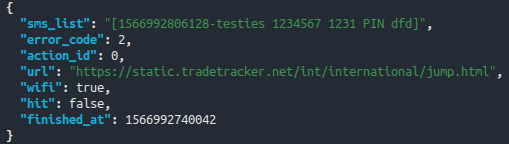 {
"sms_list": "[1566992806128-testies 1234567 1231 PIN dfd]",
"error_code": 2,
"action_id": 0,
"url": "https://static.tradetracker.net/int/international/jump.html",
"wifi": true,
"hit": false,
"finished_at": 1566992740042
}